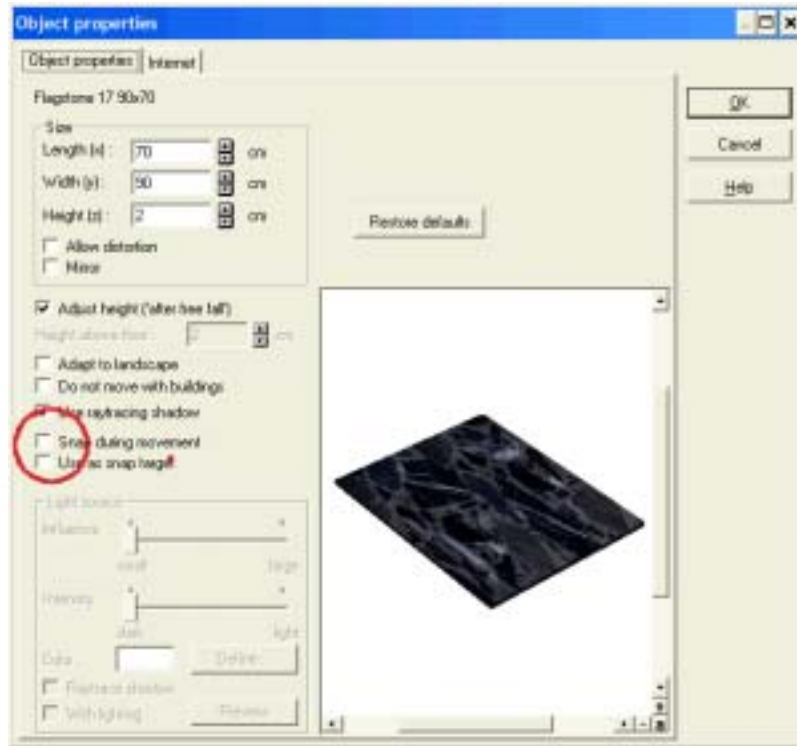 Object properties
Object properties Internet
Flagstone 17 90x70
Size
Length (x) : 70 cm
Width (y) : 90 cm
Height (z) : 2 cm
Allow distortion
Mirror
Restore defaults
OK
Cancel
Help
Adjust height ("after free fall")
Height above floor : 2 cm
Adapt to landscape
Do not move with buildings
Use raytracing shadow
Snap during movement
Use as snap target
Light source
Influence
small large
Intensity
dark light
Color
Define...
Raytrace shadow
With lighting
Preview